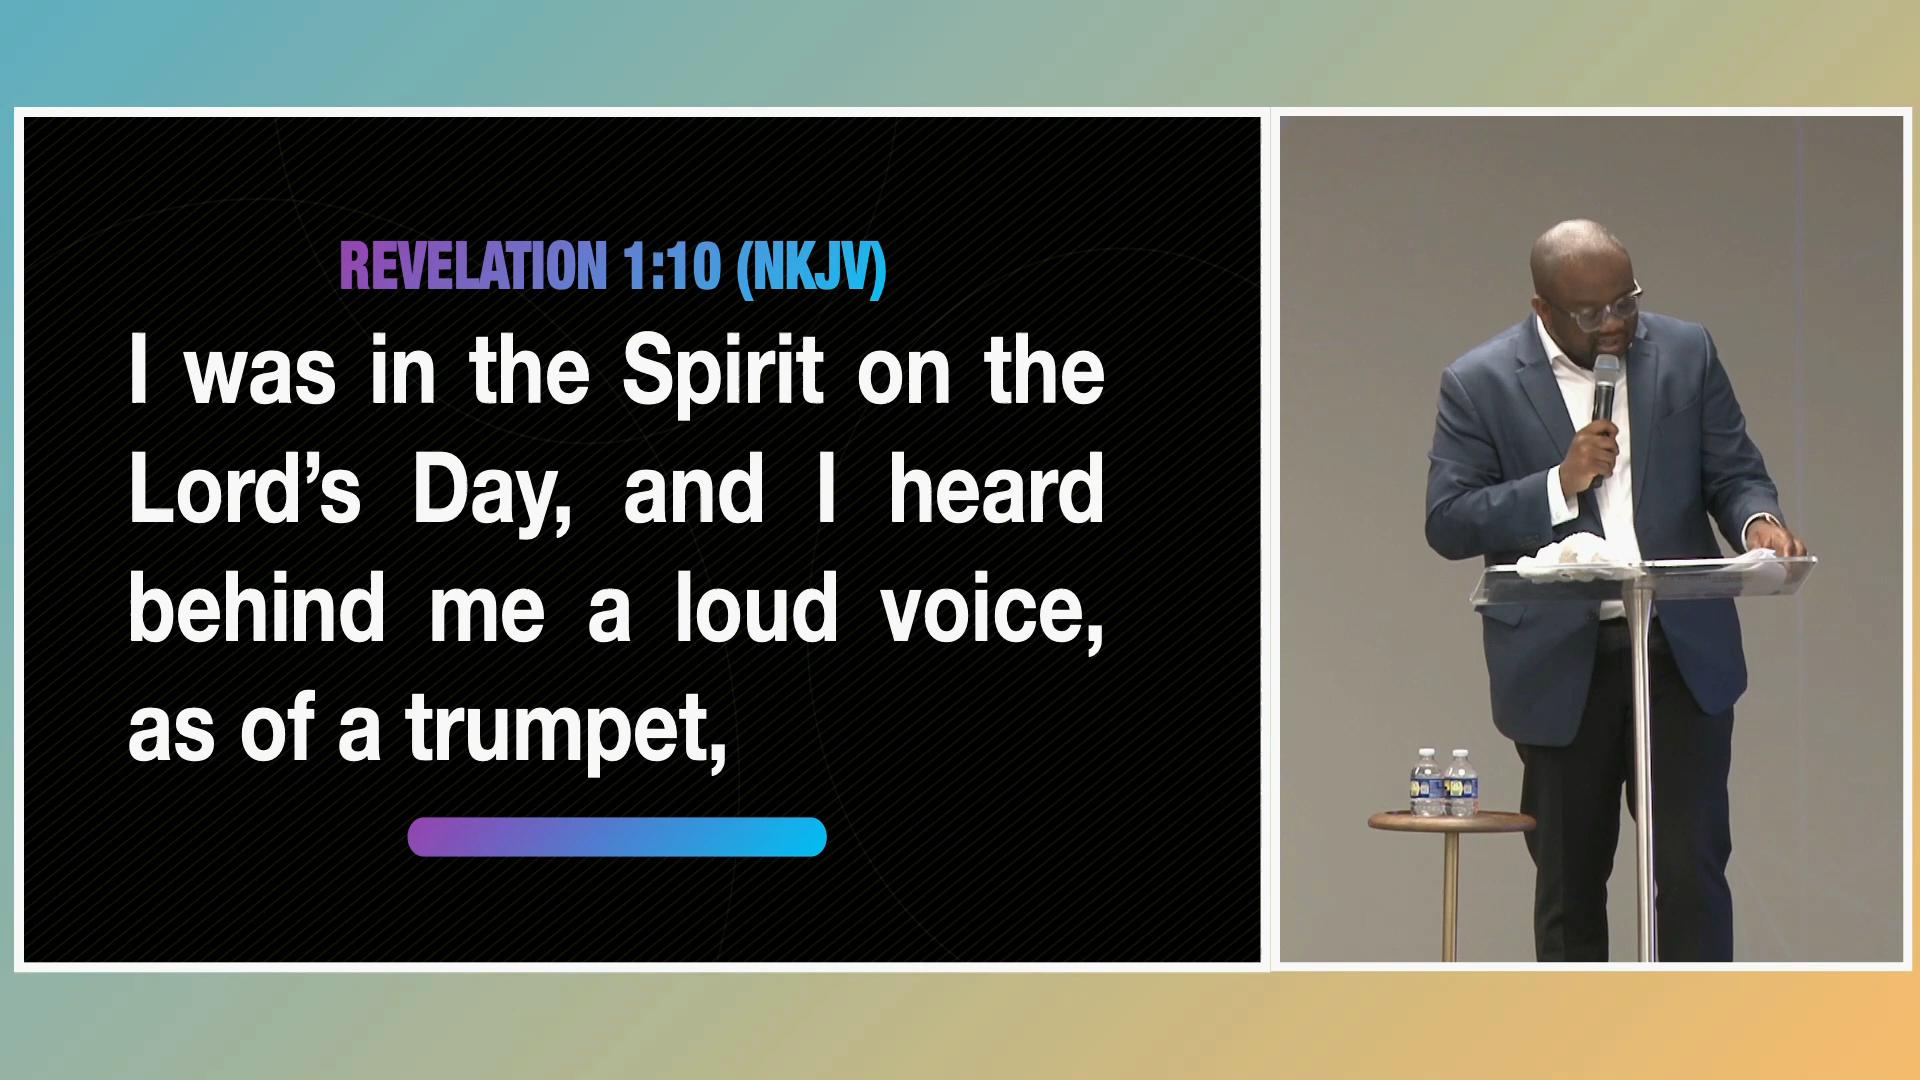 REVELATION 1:10 (NKJV)
I was in the Spirit on the
Lord’s Day, and I heard
behind me a loud voice,
as of a trumpet,